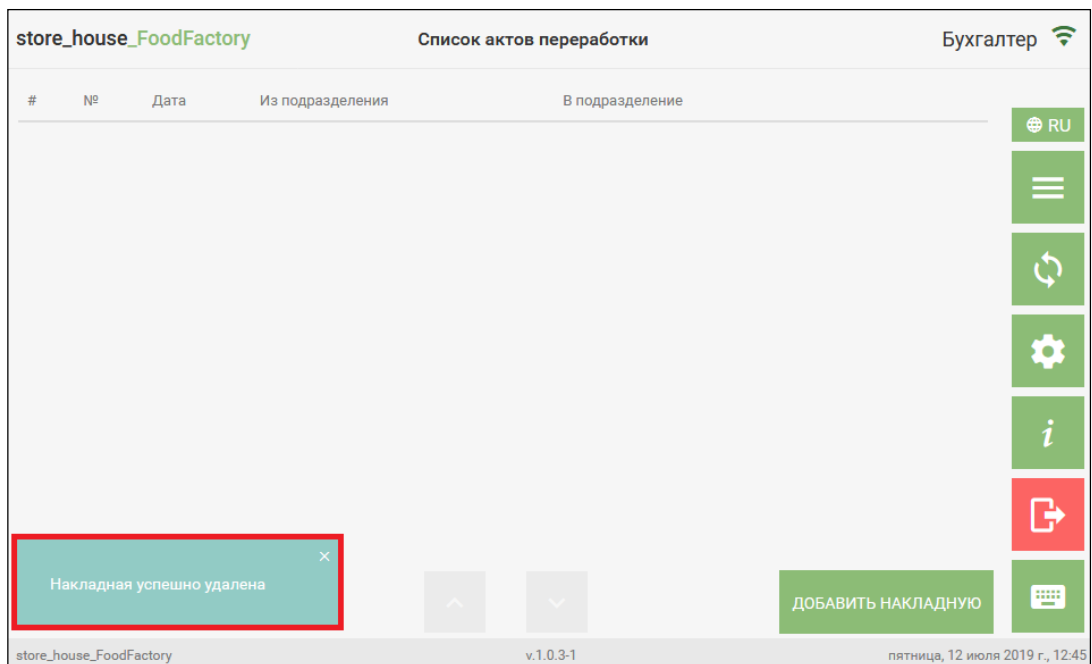 store_house_FoodFactory Список актов переработки Бухгалтер
# № Дата Из подразделения В подразделение
RU
i
Накладная успешно удалена
ДОБАВИТЬ НАКЛАДНУЮ
store_house_FoodFactory v.1.0.3-1 пятница, 12 июля 2019 г., 12:45